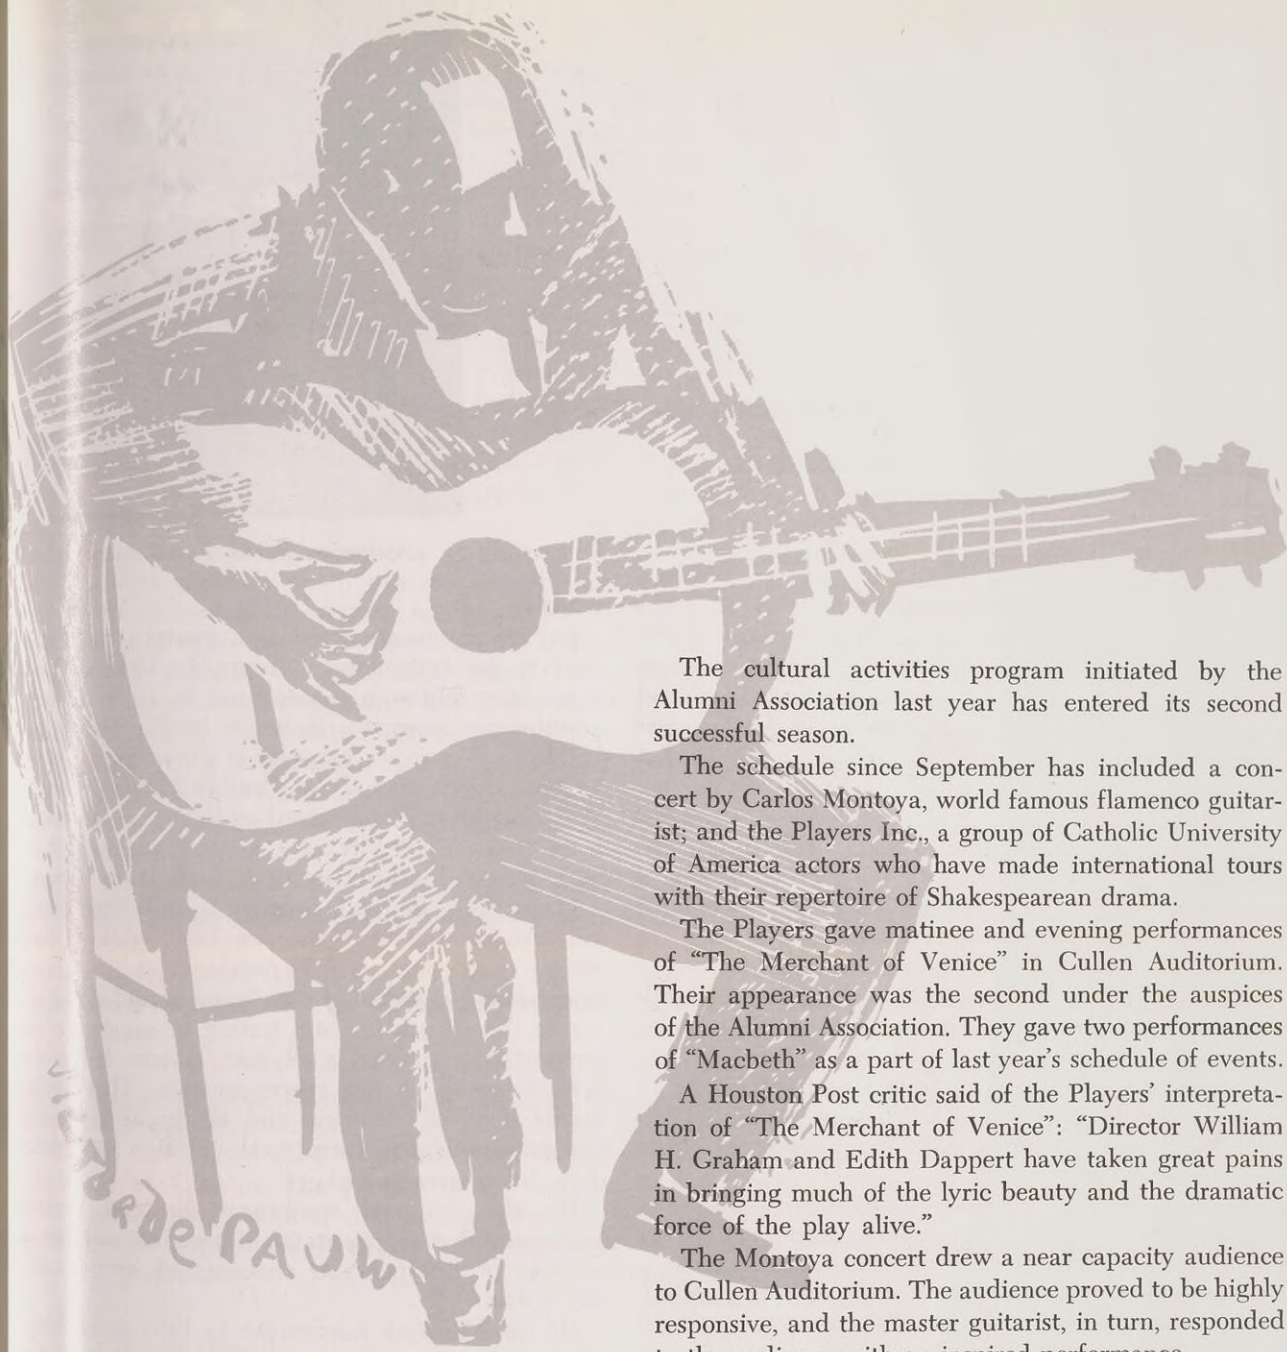 The cultural activities program initiated by the
Alumni Association last year has entered its second
successful season.
The schedule since September has included a con-
cert by Carlos Montoya, world famous flamenco guitar-
ist; and the Players Inc., a group of Catholic University
of America actors who have made international tours
with their repertoire of Shakespearean drama.
The Players gave matinee and evening performances
of “The Merchant of Venice” in Cullen Auditorium.
Their appearance was the second under the auspices
of the Alumni Association. They gave two performances
of “Macbeth” as a part of last year’s schedule of events.
A Houston Post critic said of the Players’ interpreta-
tion of “The Merchant of Venice”: “Director William
H. Graham and Edith Dappert have taken great pains
in bringing much of the lyric beauty and the dramatic
force of the play alive.”
The Montoya concert drew a near capacity audience
to Cullen Auditorium. The audience proved to be highly
responsive, and the master guitarist, in turn, responded
DePAUW